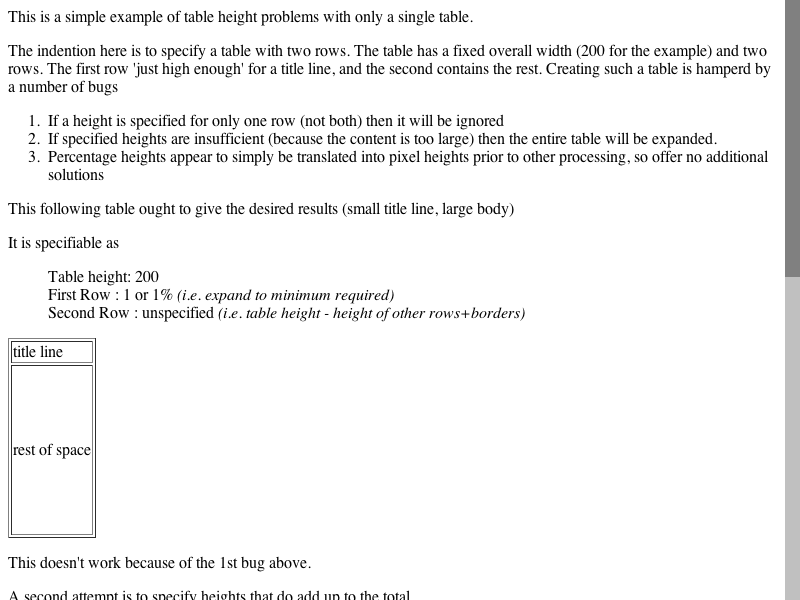 This is a simple example of table height problems with only a single table.
The indention here is to specify a table with two rows. The table has a fixed overall width (200 for the example) and two
rows. The first row 'just high enough' for a title line, and the second contains the rest. Creating such a table is hamperd by
a number of bugs
1. If a height is specified for only one row (not both) then it will be ignored
2. If specified heights are insufficient (because the content is too large) then the entire table will be expanded.
3. Percentage heights appear to simply be translated into pixel heights prior to other processing, so offer no additional
solutions
This following table ought to give the desired results (small title line, large body)
It is specifiable as
Table height: 200
First Row : 1 or 1% (i.e. expand to minimum required)
Second Row : unspecified (i.e. table height - height of other rows+borders)
title line
rest of space
This doesn't work because of the 1st bug above.
A second attempt is to specify heights that do add up to the total